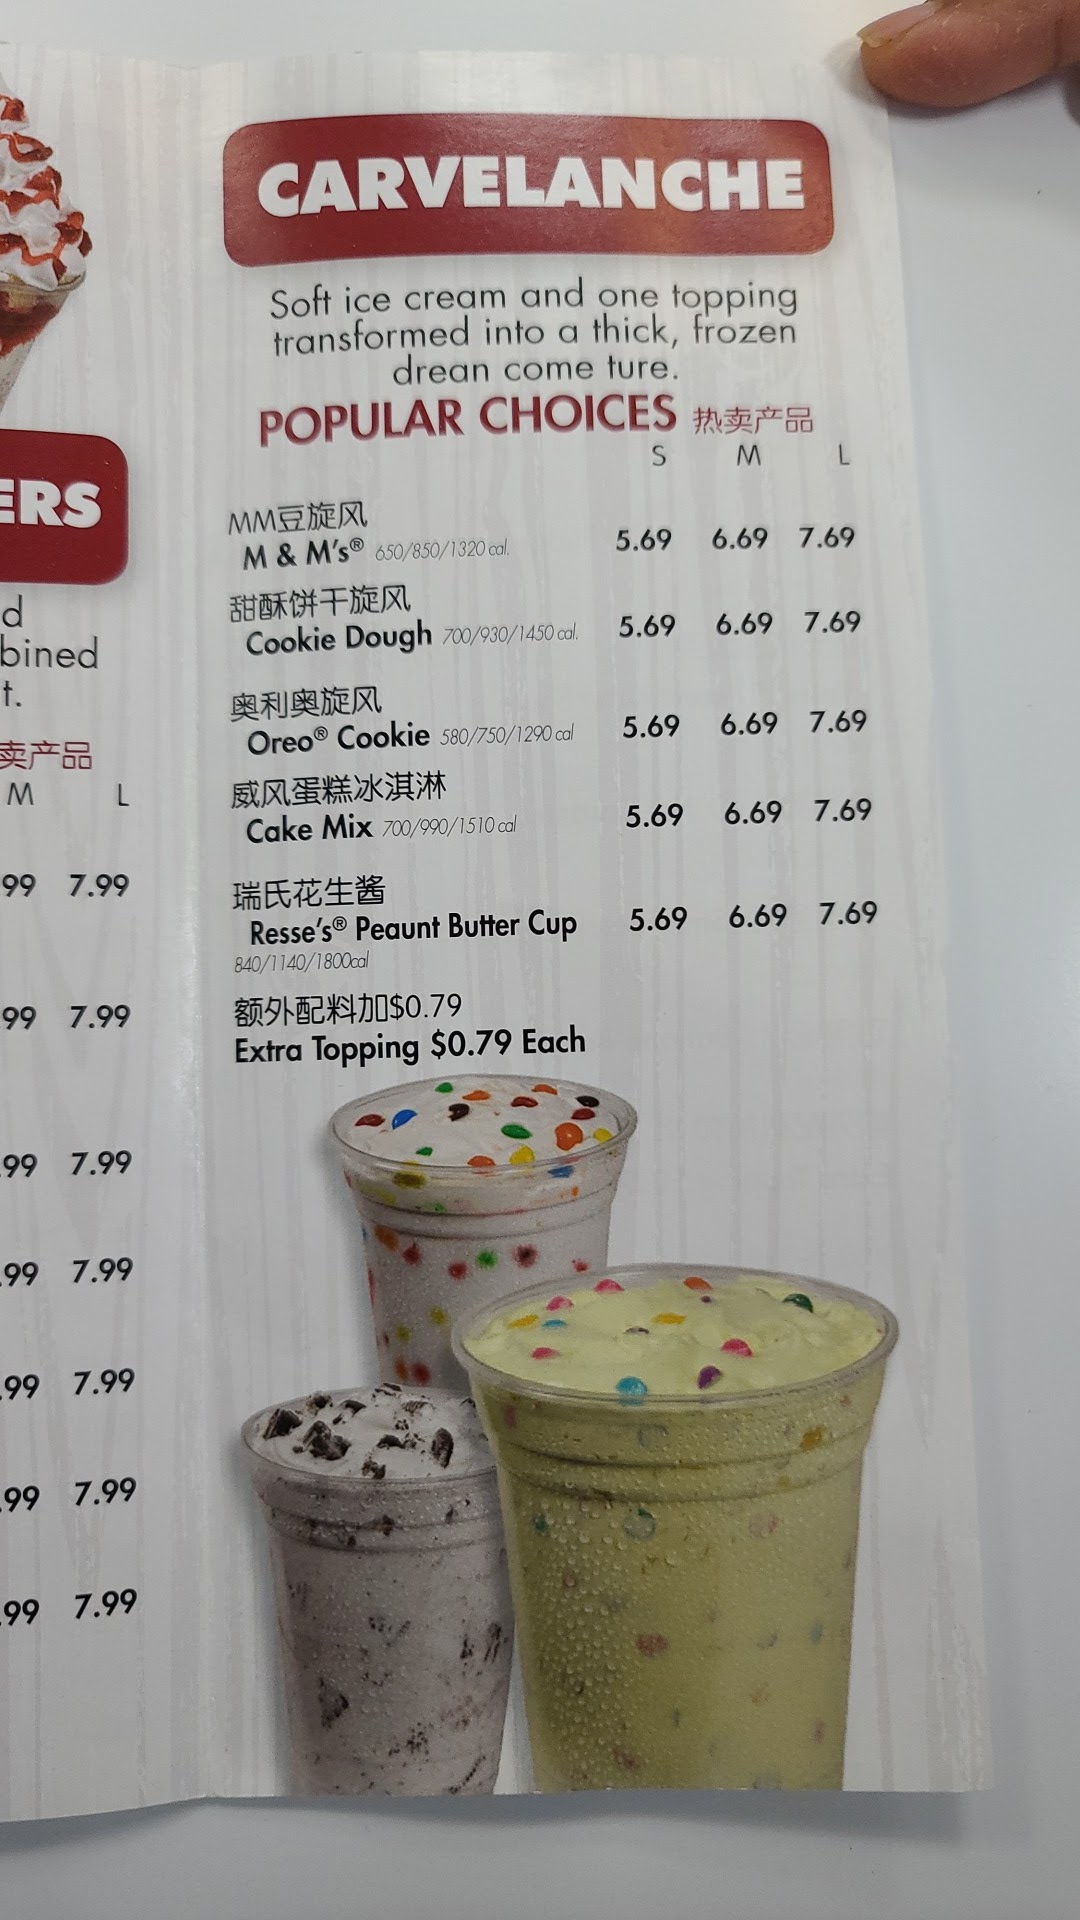 ERS
d
bined
t.
卖产品
M L
99 7.99
99 7.99
.99 7.99
.99 7.99
.99 7.99
.99 7.99
.99 7.99
CARVELANCHE
Soft ice cream and one topping
transformed into a thick, frozen
drean come ture.
POPULAR CHOICES 热卖产品
S M L
MM豆旋风
M & M's® 650/850/1320 cal. 5.69 6.69 7.69
甜酥饼干旋风
Cookie Dough 700/930/1450 cal. 5.69 6.69 7.69
奥利奥旋风
Oreo® Cookie 580/750/1290 cal 5.69 6.69 7.69
威风蛋糕冰淇淋
Cake Mix 700/990/1510 cal 5.69 6.69 7.69
瑞氏花生酱
Resse's® Peaunt Butter Cup 5.69 6.69 7.69
840/1140/1800cal
额外配料加$0.79
Extra Topping $0.79 Each